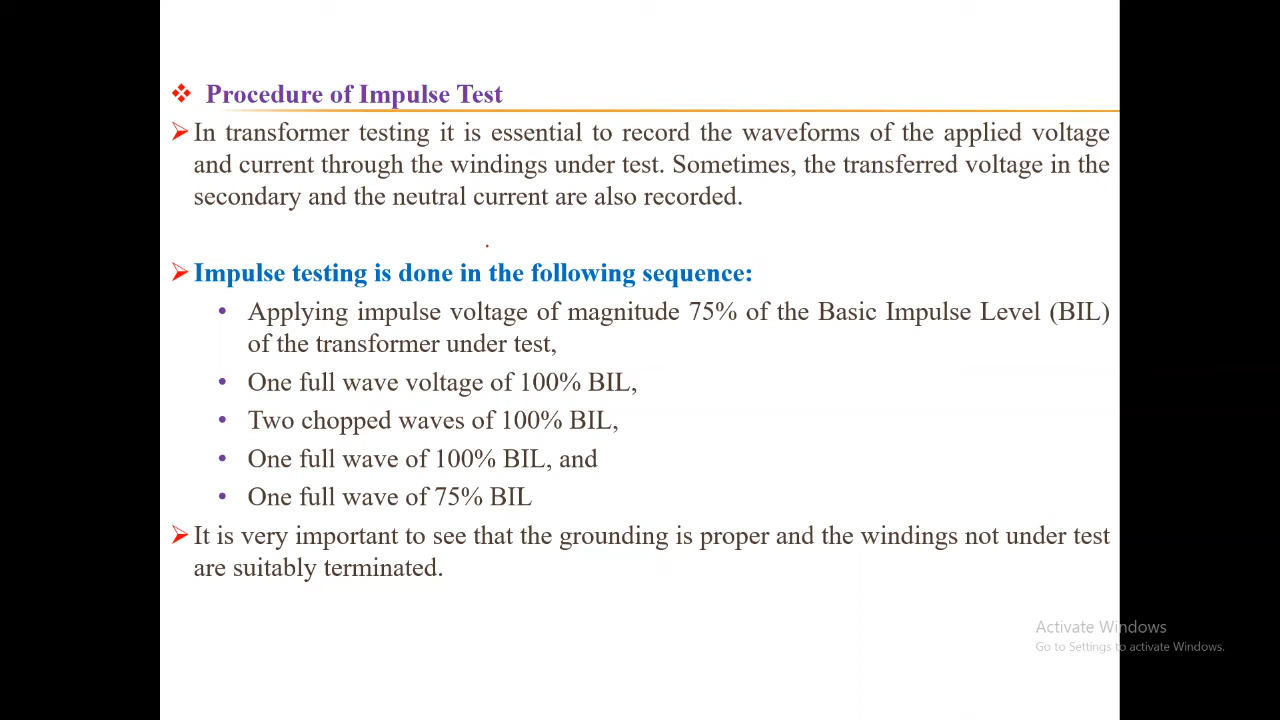 Procedure of Impulse Test
In transformer testing it is essential to record the waveforms of the applied voltage
and current through the windings under test. Sometimes, the transferred voltage in the
secondary and the neutral current are also recorded.
Impulse testing is done in the following sequence:
• Applying impulse voltage of magnitude 75% of the Basic Impulse Level (BIL)
of the transformer under test,
• One full wave voltage of 100% BIL,
• Two chopped waves of 100% BIL,
• One full wave of 100% BIL, and
• One full wave of 75% BIL
It is very important to see that the grounding is proper and the windings not under test
are suitably terminated.
Activate Windows
Go to Settings to activate Windows.